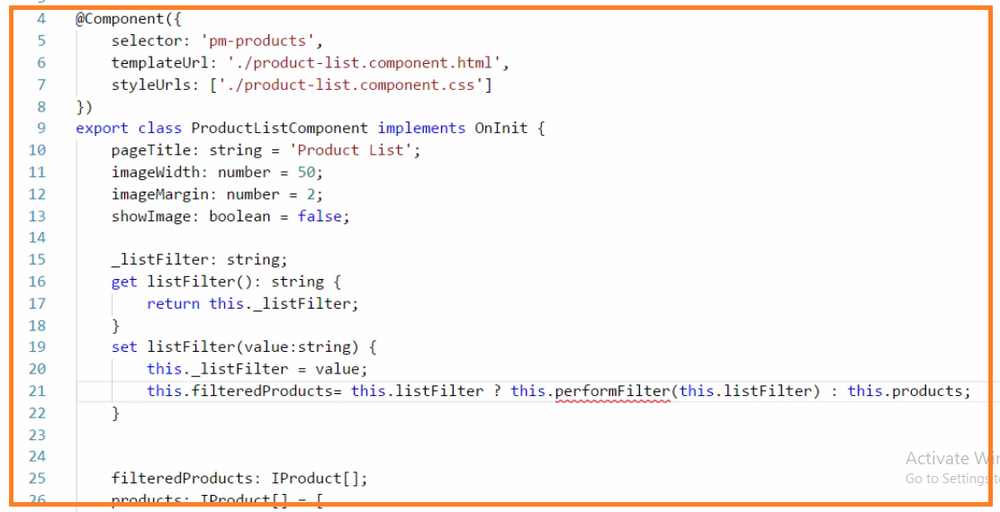 4 @Component({
5 selector: 'pm-products',
6 templateUrl: './product-list.component.html',
7 styleUrls: ['./product-list.component.css']
8 })
9 export class ProductListComponent implements OnInit {
10 pageTitle: string = 'Product List';
11 imageWidth: number = 50;
12 imageMargin: number = 2;
13 showImage: boolean = false;
14
15 _listFilter: string;
16 get listFilter(): string {
17 return this._listFilter;
18 }
19 set listFilter(value:string) {
20 this._listFilter = value;
21 this.filteredProducts= this.listFilter ? this.performFilter(this.listFilter) : this.products;
22 }
23
24
Activate Wi
25 filteredProducts: IProduct[];
Go to Settings t
26 products: IProduct[] = [